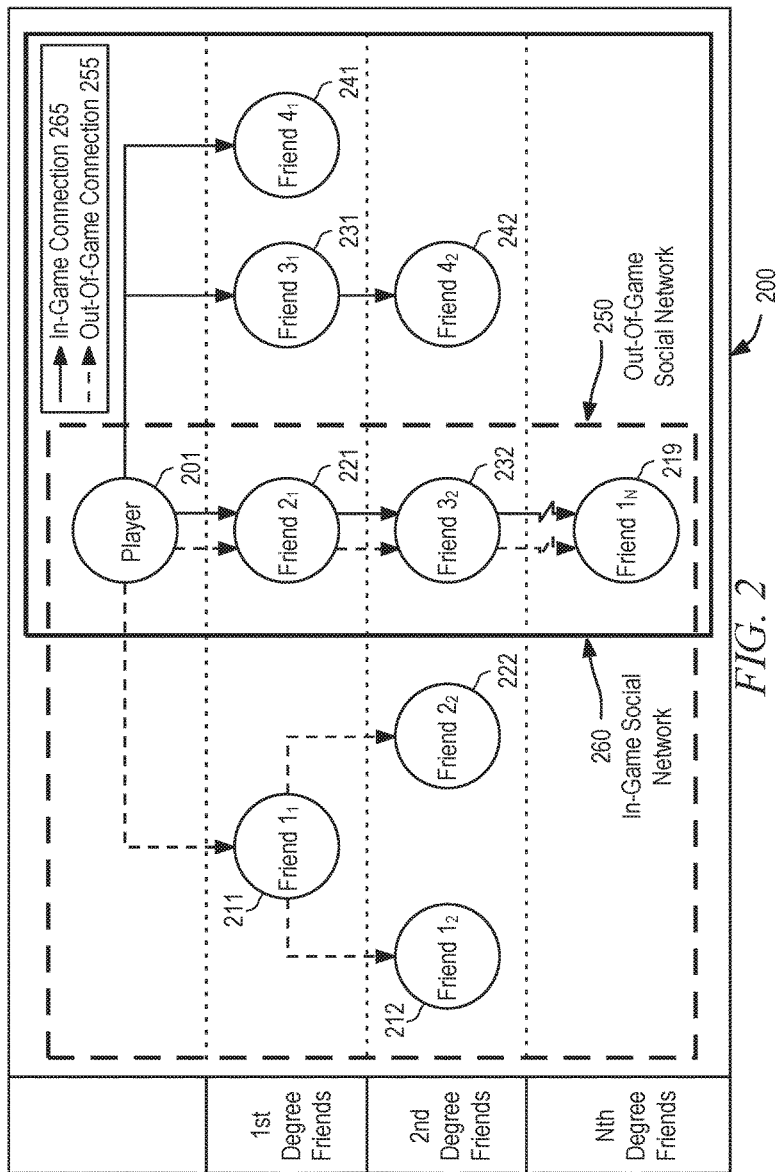 In-Game Connection 265
Out-Of-Game Connection 255
Player
201
1st
Degree
Friends
211
Friend 1₁
Friend 2₁
221
Friend 3₁
231
Friend 4₁
241
2nd
Degree
Friends
212
Friend 1₂
Friend 2₂
222
Friend 3₂
232
Friend 4₂
242
Nth
Degree
Friends
260
In-Game Social
Network
Friend 1N
219
250
Out-Of-Game
Social Network
200
FIG. 2